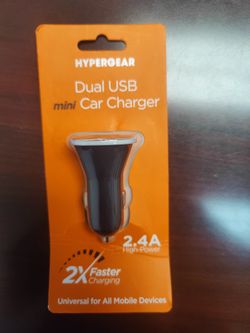 HYPERGEAR
Dual USB
mini Car Charger
2.4A
High-Power
2X Faster
Charging
Universal for All Mobile Devices